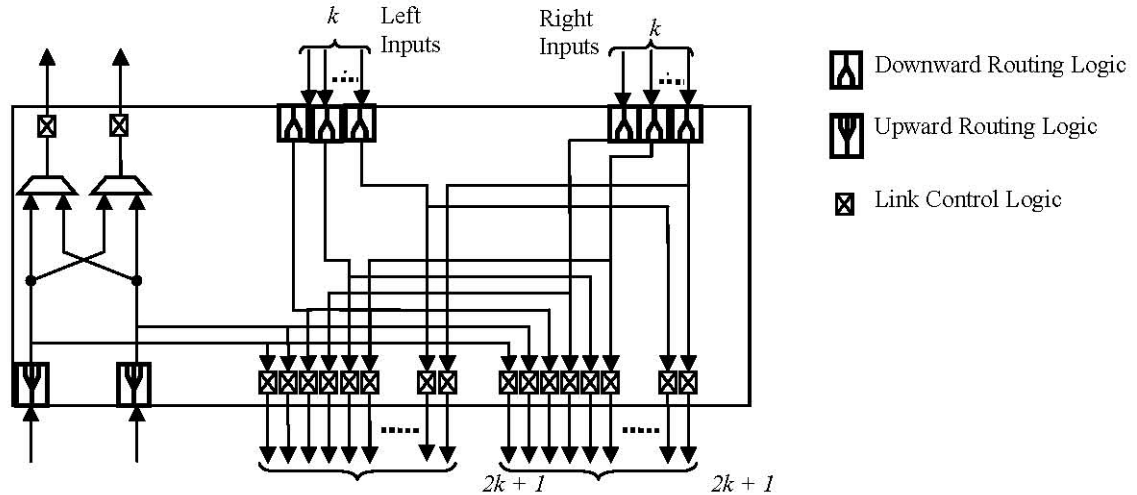 k
Left
Inputs
Right
Inputs
k
Downward Routing Logic
Upward Routing Logic
Link Control Logic
2k + 1
2k + 1